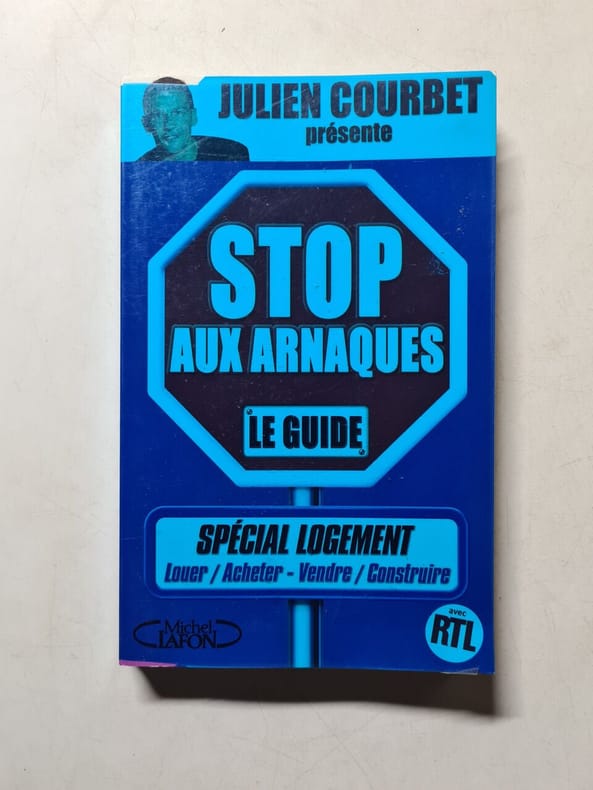 JULIEN COURBET
présente
STOP
AUX ARNAQUES
LE GUIDE
SPÉCIAL LOGEMENT
Louer / Acheter - Vendre / Construire
Michel
LAFON
avec
RTL